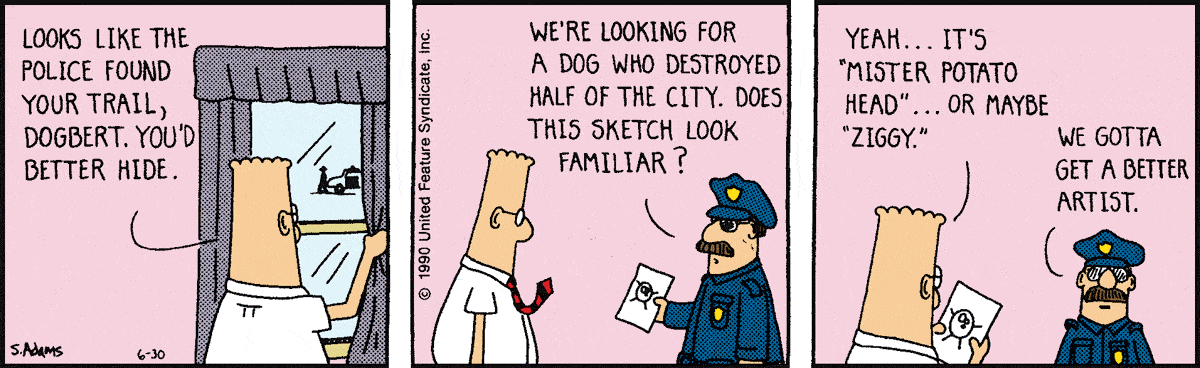 LOOKS LIKE THE
POLICE FOUND
YOUR TRAIL,
DOGBERT. YOU'D
BETTER HIDE.
S.Adams
6-30
© 1990 United Feature Syndicate, Inc.
WE'RE LOOKING FOR
A DOG WHO DESTROYED
HALF OF THE CITY. DOES
THIS SKETCH LOOK
FAMILIAR?
YEAH... IT'S
"MISTER POTATO
HEAD"... OR MAYBE
"ZIGGY."
WE GOTTA
GET A BETTER
ARTIST.